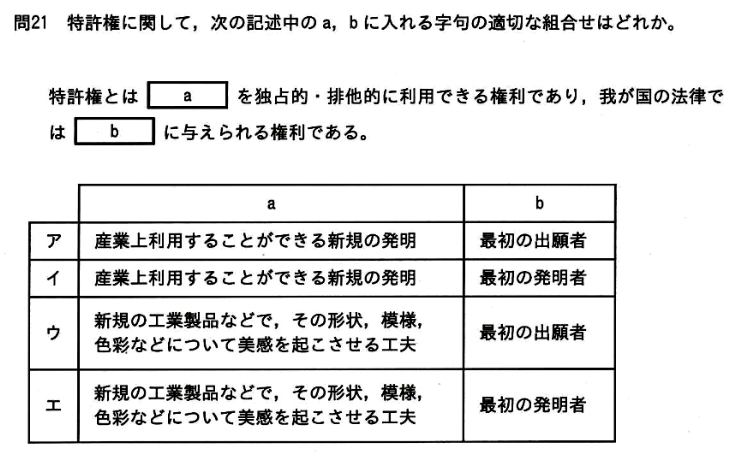 問21 特許権に関して，次の記述中の a，b に入れる字句の適切な組合せはどれか。
特許権とは a を独占的・排他的に利用できる権利であり，我が国の法律で
は b に与えられる権利である。
a b
ア 産業上利用することができる新規の発明 最初の出願者
イ 産業上利用することができる新規の発明 最初の発明者
ウ 新規の工業製品などで，その形状，模様，
色彩などについて美感を起こさせる工夫 最初の出願者
エ 新規の工業製品などで，その形状，模様，
色彩などについて美感を起こさせる工夫 最初の発明者